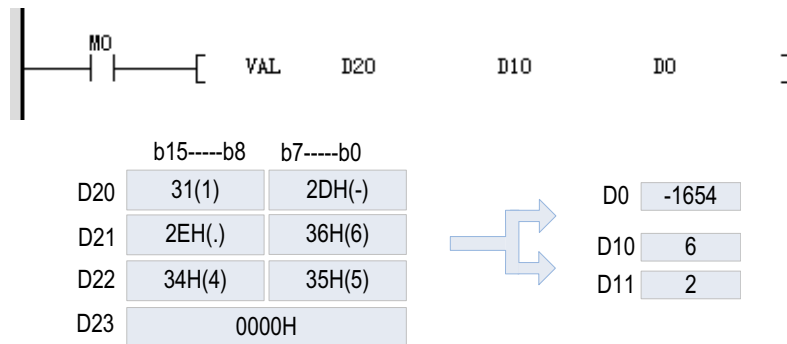 M0
VAL D20 D10 D0
b15-----b8 b7-----b0
D20 31(1) 2DH(-) D0 -1654
D21 2EH(.) 36H(6) D10 6
D22 34H(4) 35H(5) D11 2
D23 0000H